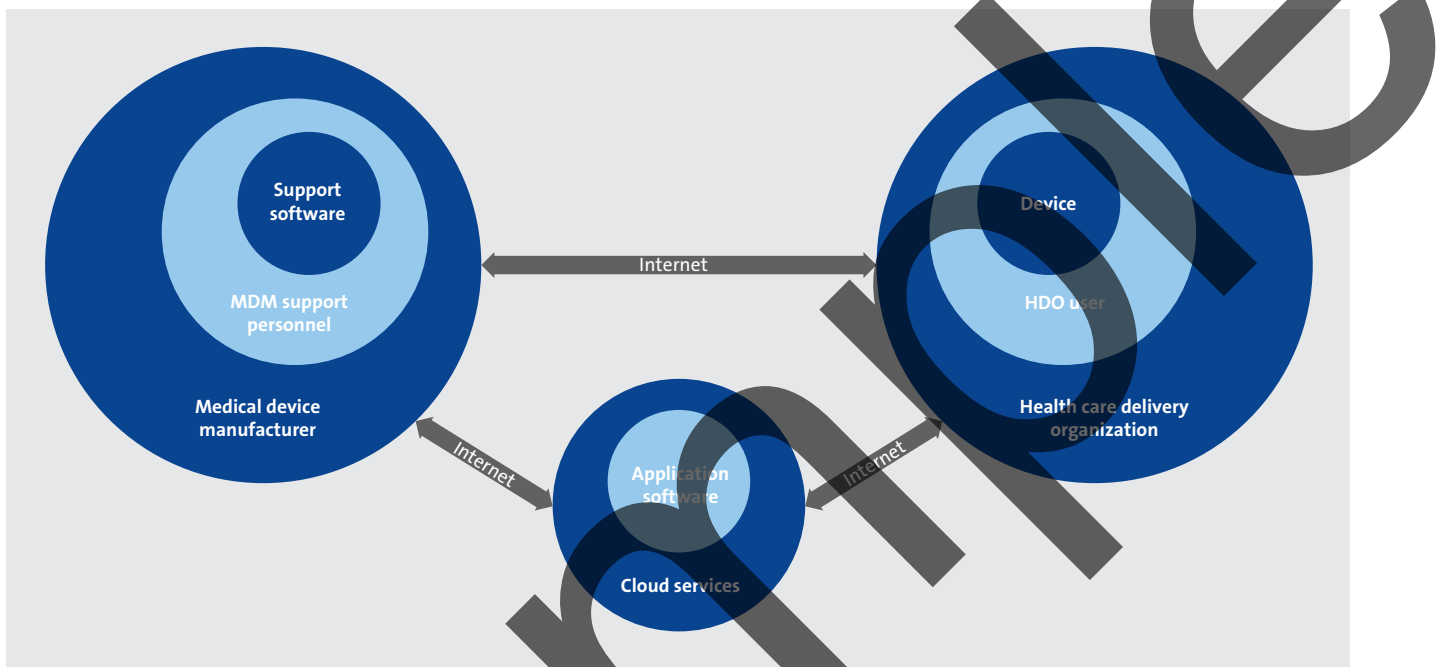 Support
software
Device
Internet
MDM support
personnel
HDO user
Medical device
manufacturer
Health care delivery
organization
Internet
Internet
Application
software
Cloud services